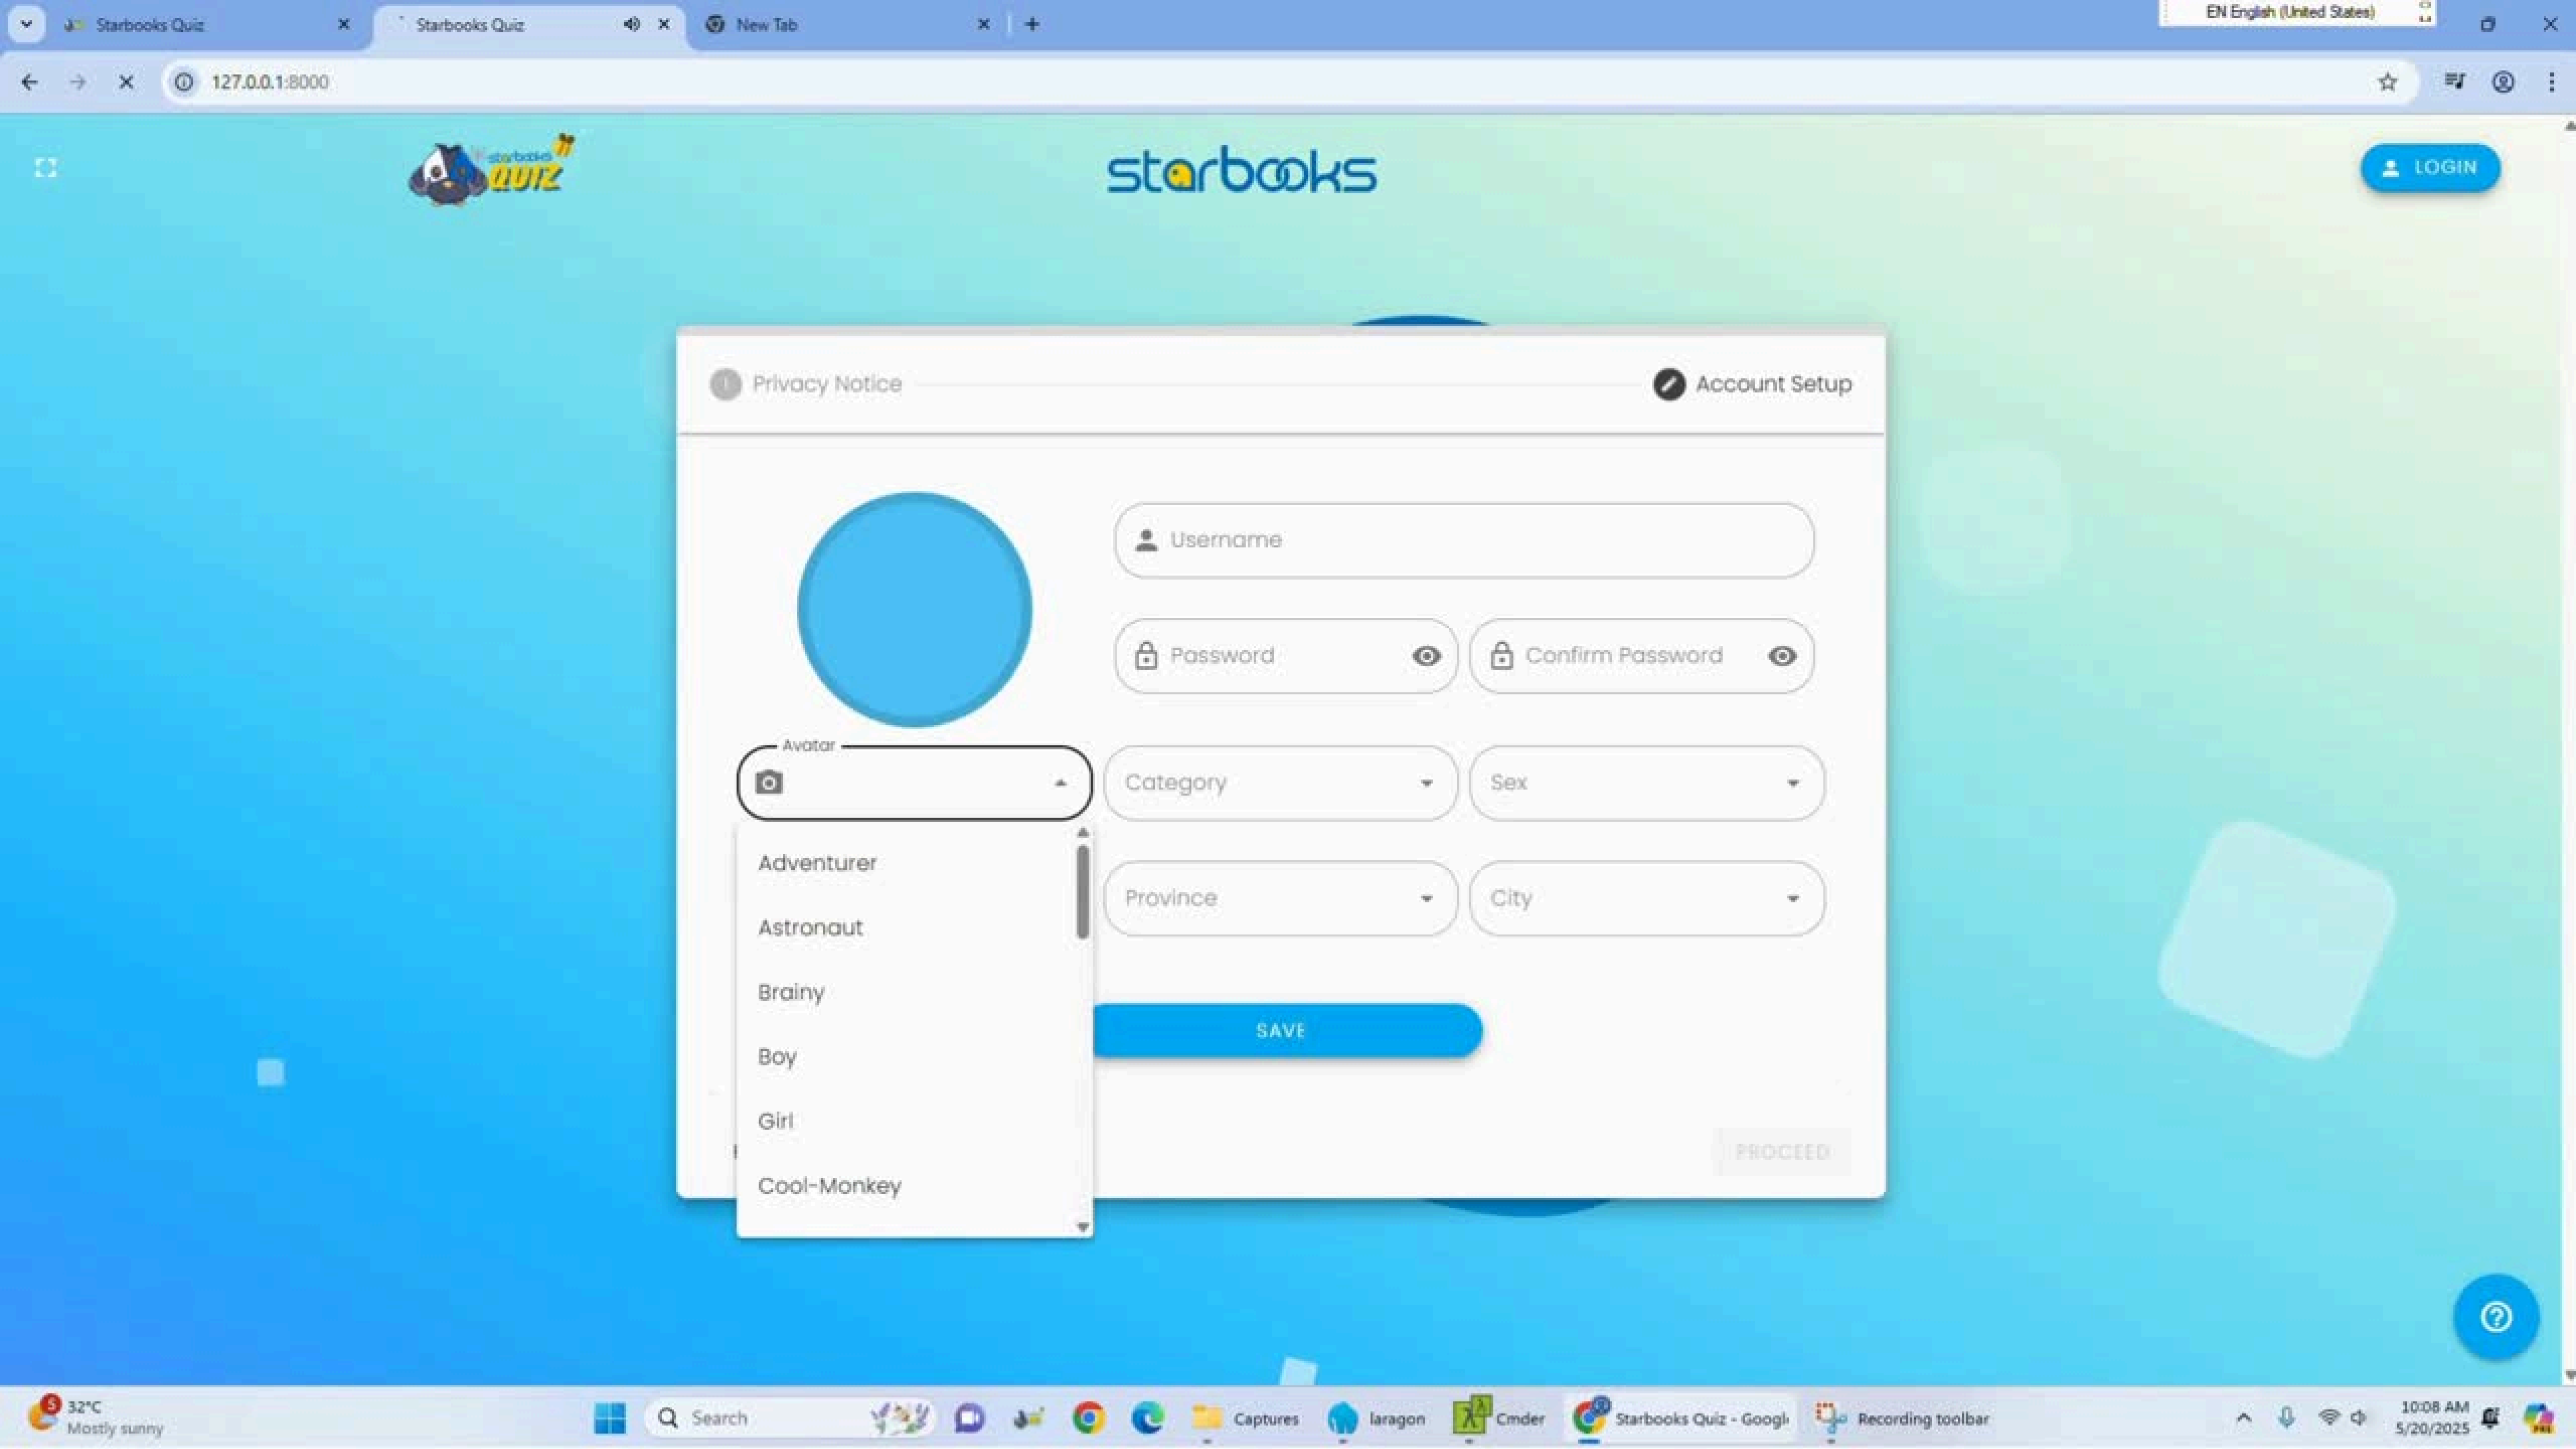 Starbooks Quiz
Starbooks Quiz
New Tab
EN English (United States)
127.0.0.1:8000
starbooks
QUIZ
starbooks
LOGIN
Privacy Notice
Account Setup
Username
Password
Confirm Password
Avatar
Category
Sex
Adventurer
Province
City
Astronaut
Brainy
SAVE
Boy
Girl
PROCEED
Cool-Monkey
5
32°C
Mostly sunny
Search
Captures
laragon
Cmder
Starbooks Quiz - Googl
Recording toolbar
10:08 AM
5/20/2025